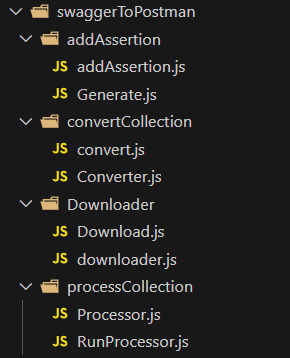 swaggerToPostman
addAssertion
JS addAssertion.js
JS Generate.js
convertCollection
JS convert.js
JS Converter.js
Downloader
JS Download.js
JS downloader.js
processCollection
JS Processor.js
JS RunProcessor.js